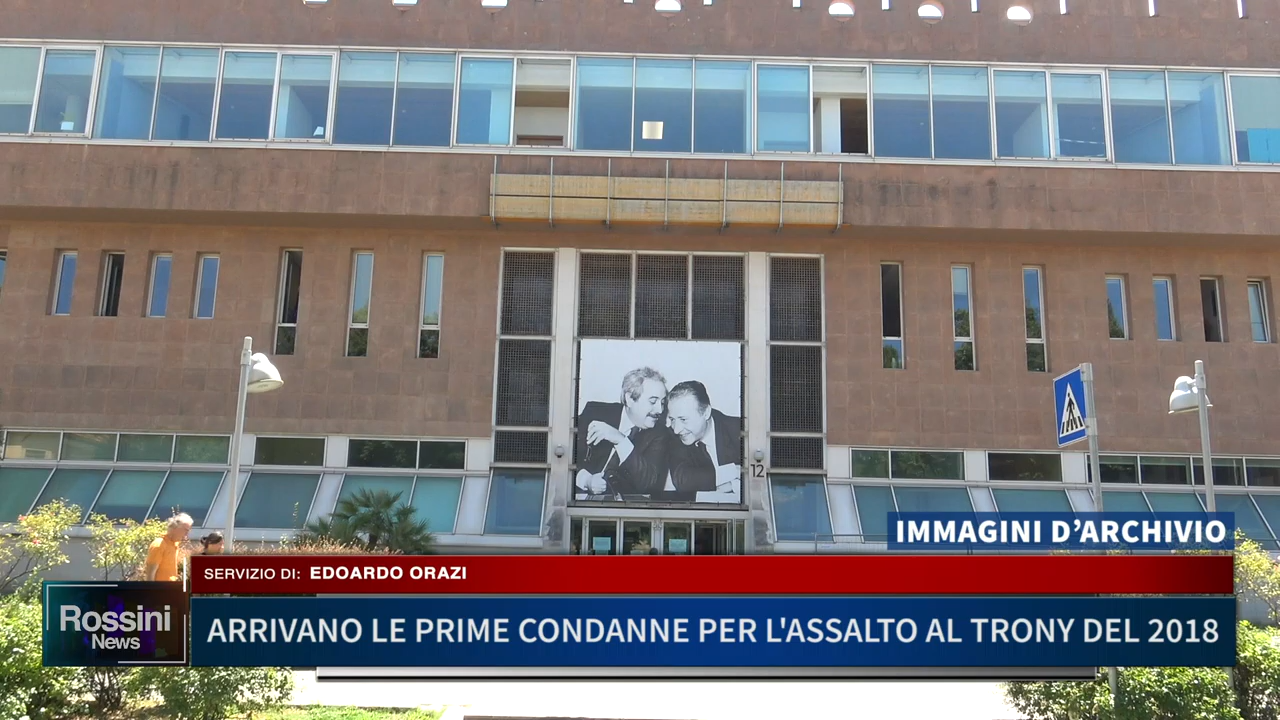 12
IMMAGINI D'ARCHIVIO
SERVIZIO DI: EDOARDO ORAZI
Rossini
News
ARRIVANO LE PRIME CONDANNE PER L'ASSALTO AL TRONY DEL 2018